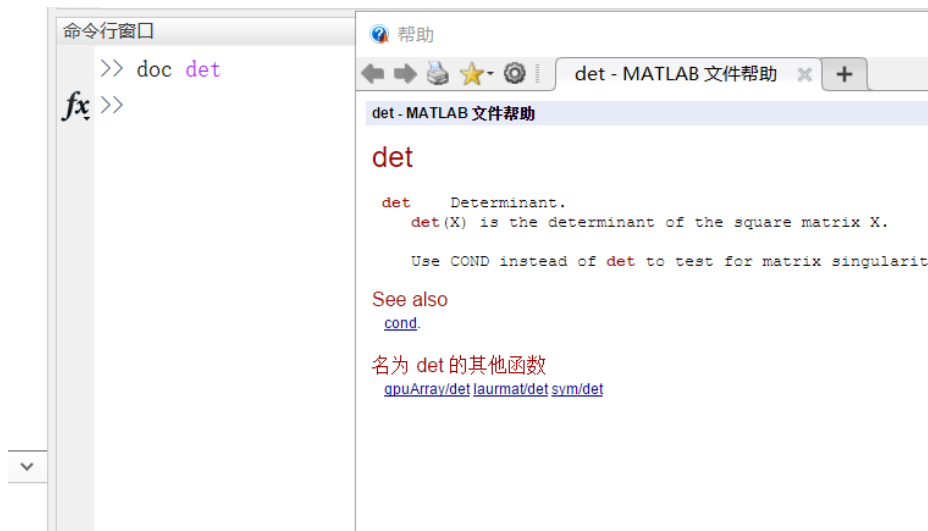 命令行窗口
>> doc det
fx >>
帮助
det - MATLAB 文件帮助
det - MATLAB 文件帮助
det
det Determinant.
det(X) is the determinant of the square matrix X.
Use COND instead of det to test for matrix singularit
See also
cond.
名为 det 的其他函数
gpuArray/det laurmat/det sym/det